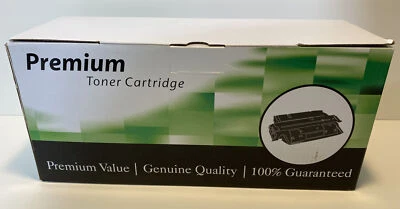 Premium
Toner Cartridge
Premium Value | Genuine Quality | 100% Guaranteed